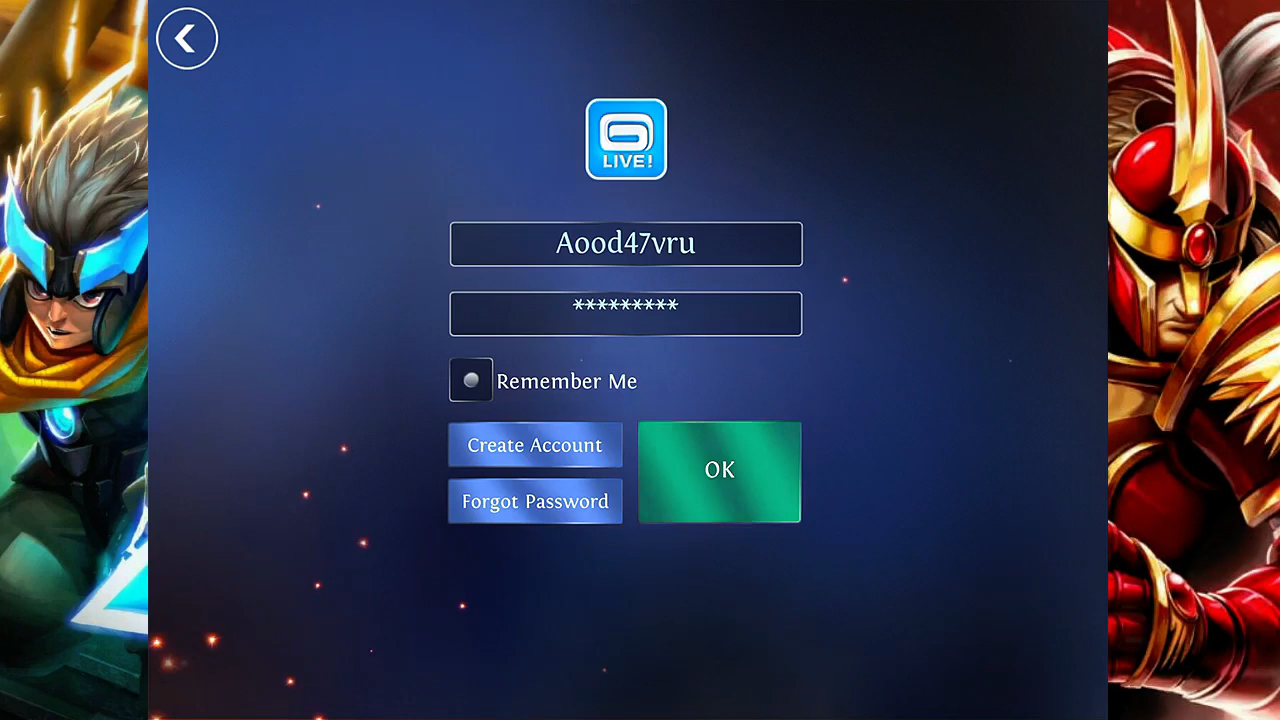 LIVE!
Aood47vru
*********
Remember Me
Create Account
OK
Forgot Password